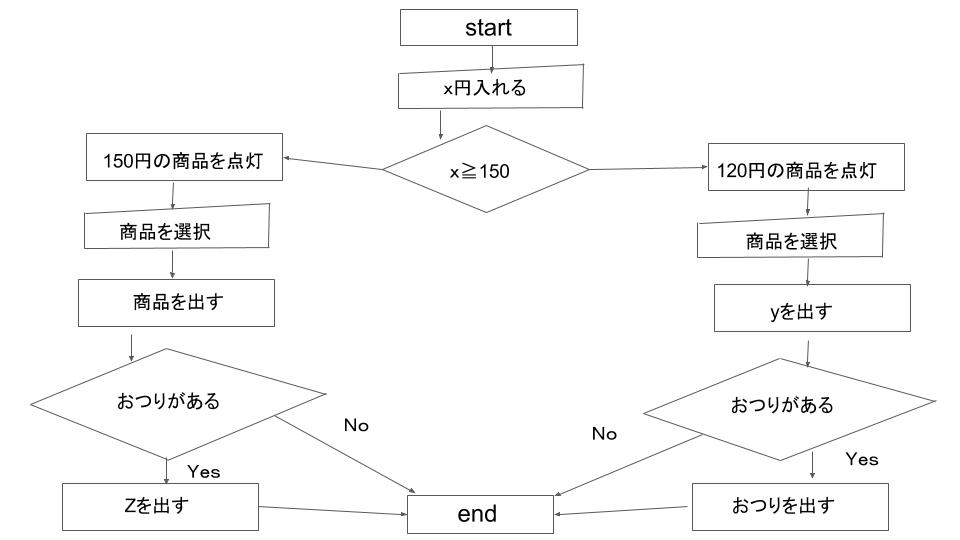 start
x円入れる
x≧150
150円の商品を点灯
商品を選択
商品を出す
おつりがある
No
Yes
Zを出す
120円の商品を点灯
商品を選択
yを出す
おつりがある
No
Yes
おつりを出す
end